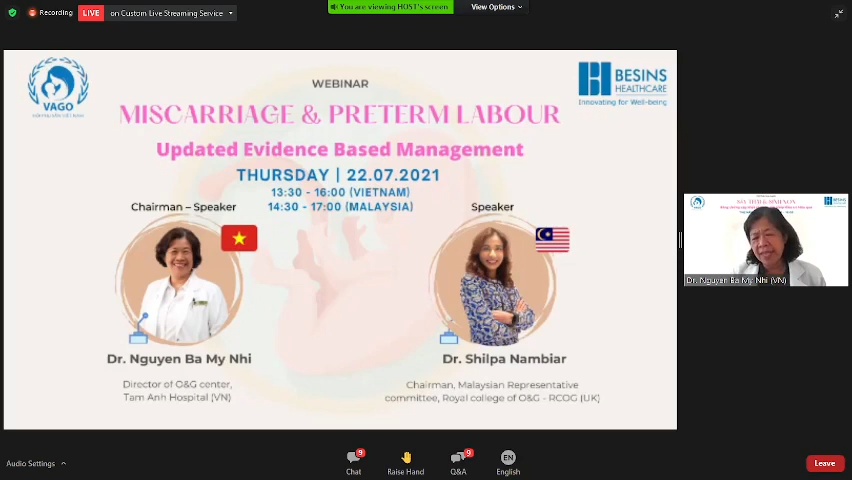 Recording
LIVE
on Custom Live Streaming Service
You are viewing HOST's screen
View Options
VAGO
BESINS
HEALTHCARE
Innovating for Well-being
WEBINAR
MISCARRIAGE & PRETERM LABOUR
Updated Evidence Based Management
THURSDAY | 22.07.2021
13:30 - 16:00 (VIETNAM)
14:30 - 17:00 (MALAYSIA)
Chairman – Speaker
Speaker
Dr. Nguyen Ba My Nhi
Director of O&G center,
Tam Anh Hospital (VN)
Dr. Shilpa Nambiar
Chairman, Malaysian Representative
committee, Royal college of O&G - RCOG (UK)
Dr. Nguyen Ba My Nhi (VN)
Audio Settings
9
Chat
Raise Hand
9
Q&A
EN
English
Leave